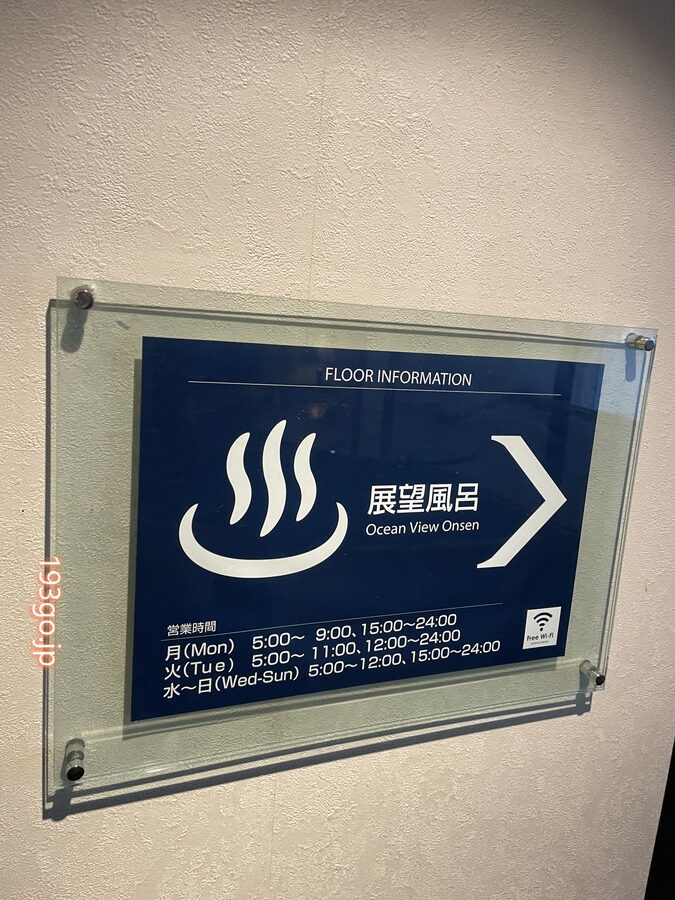 FLOOR INFORMATION
展望風呂
Ocean View Onsen
営業時間
月(Mon) 5:00〜 9:00、15:00〜24:00
火(Tue) 5:00〜 11:00、12:00〜24:00
水〜日(Wed-Sun) 5:00〜12:00、15:00〜24:00
Free Wi-Fi
193go.jp